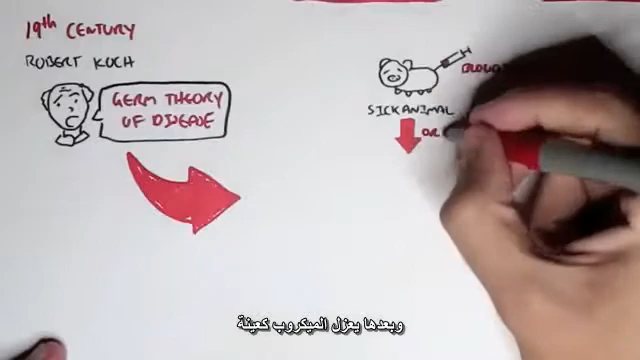 19th CENTURY
ROBERT KOCH
GERM THEORY
OF DISEASE
SICK ANIMAL
OR
وبعدها يعزل الميكروب كعينة